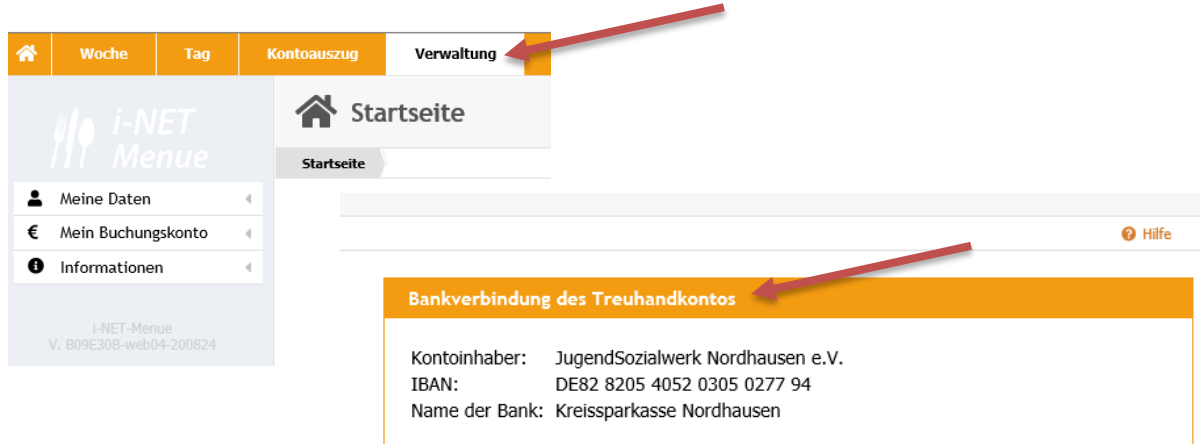 Woche Tag Kontoauszug Verwaltung
i-NET
Menue
Startseite
Startseite
Meine Daten
€ Mein Buchungskonto
Informationen
i-NET-Menue
V. B09E30B-web04-200824
Hilfe
Bankverbindung des Treuhandkontos
Kontoinhaber: JugendSozialwerk Nordhausen e.V.
IBAN: DE82 8205 4052 0305 0277 94
Name der Bank: Kreissparkasse Nordhausen